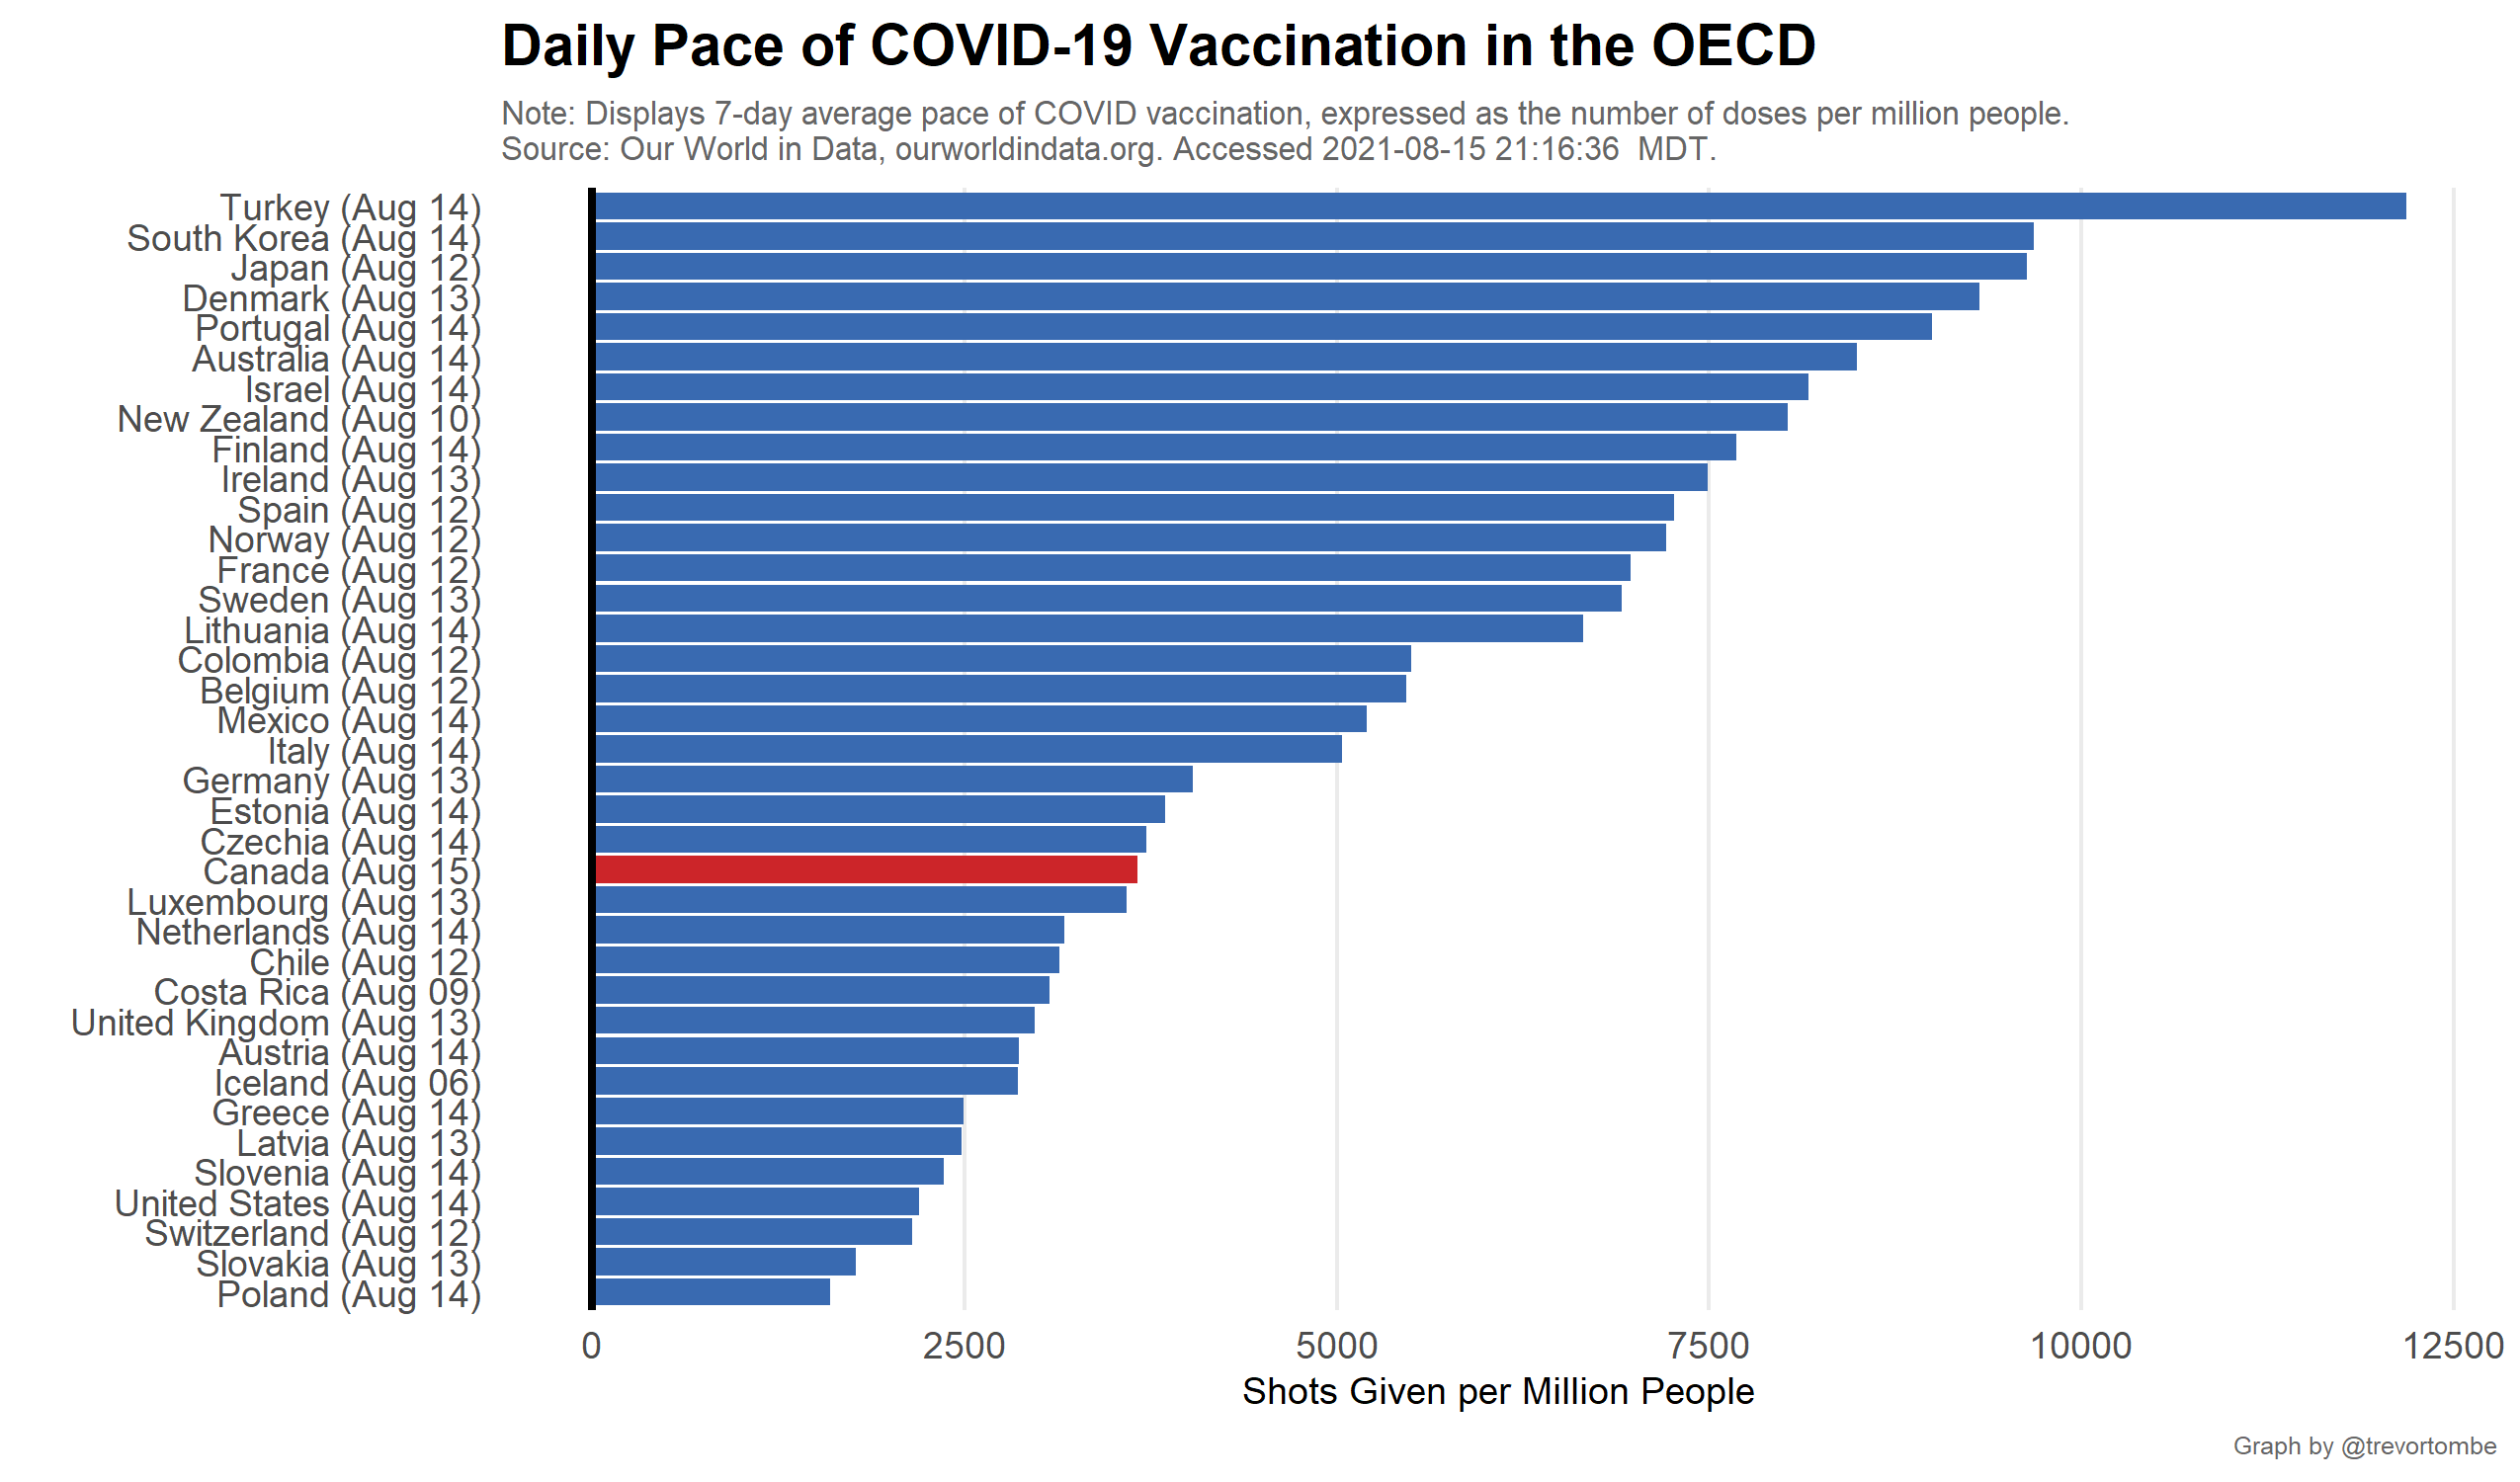 Daily Pace of COVID-19 Vaccination in the OECD
Note: Displays 7-day average pace of COVID vaccination, expressed as the number of doses per million people.
Source: Our World in Data, ourworldindata.org. Accessed 2021-08-15 21:16:36  MDT.
Turkey (Aug 14)
South Korea (Aug 14)
Japan (Aug 12)
Denmark (Aug 13)
Portugal (Aug 14)
Australia (Aug 14)
Israel (Aug 14)
New Zealand (Aug 10)
Finland (Aug 14)
Ireland (Aug 13)
Spain (Aug 12)
Norway (Aug 12)
France (Aug 12)
Sweden (Aug 13)
Lithuania (Aug 14)
Colombia (Aug 12)
Belgium (Aug 12)
Mexico (Aug 14)
Italy (Aug 14)
Germany (Aug 13)
Estonia (Aug 14)
Czechia (Aug 14)
Canada (Aug 15)
Luxembourg (Aug 13)
Netherlands (Aug 14)
Chile (Aug 12)
Costa Rica (Aug 09)
United Kingdom (Aug 13)
Austria (Aug 14)
Iceland (Aug 06)
Greece (Aug 14)
Latvia (Aug 13)
Slovenia (Aug 14)
United States (Aug 14)
Switzerland (Aug 12)
Slovakia (Aug 13)
Poland (Aug 14)
0 2500 5000 7500 10000 12500
Shots Given per Million People
Graph by @trevortombe